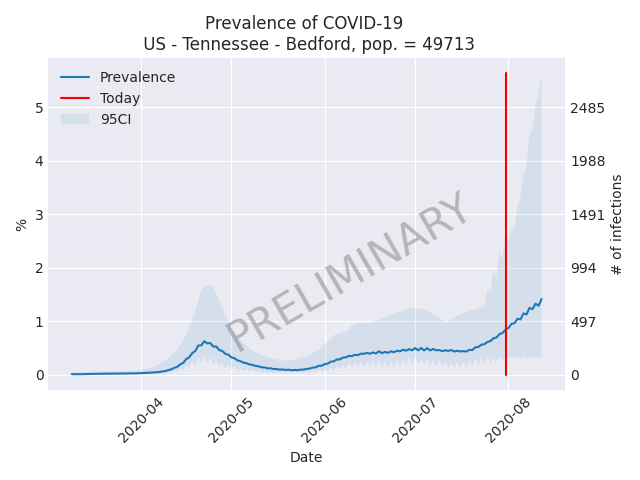 Prevalence of COVID-19
US - Tennessee - Bedford, pop. = 49713
Prevalence
Today
95CI
PRELIMINARY
%
5
4
3
2
1
0
2485
1988
1491
994
497
0
# of infections
2020-04
2020-05
2020-06
2020-07
2020-08
Date